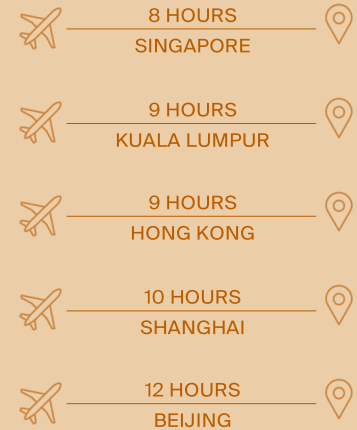 8 HOURS
SINGAPORE
9 HOURS
KUALA LUMPUR
9 HOURS
HONG KONG
10 HOURS
SHANGHAI
12 HOURS
BEIJING